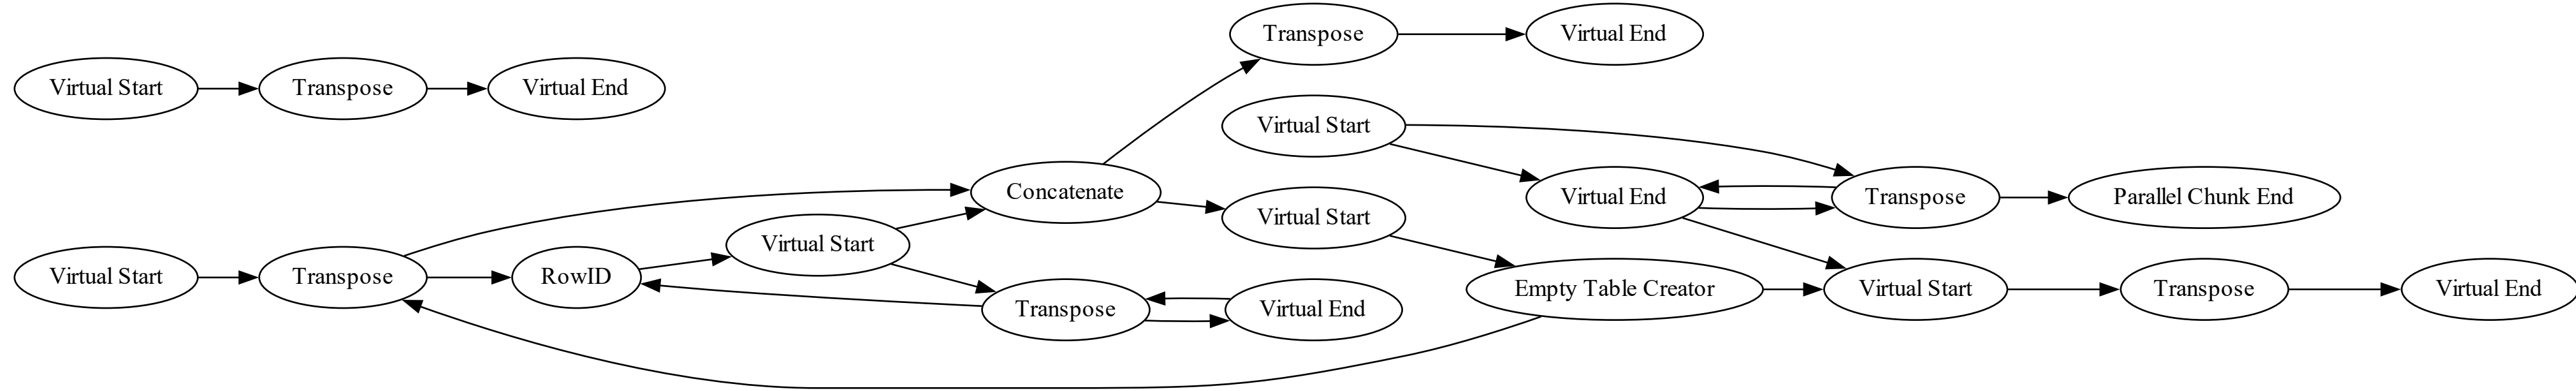 Transpose
Virtual End
Virtual Start
Transpose
Virtual End
Virtual Start
Concatenate
Virtual End
Transpose
Parallel Chunk End
Virtual Start
Virtual Start
Virtual Start
Transpose
RowID
Empty Table Creator
Virtual Start
Transpose
Virtual End
Transpose
Virtual End